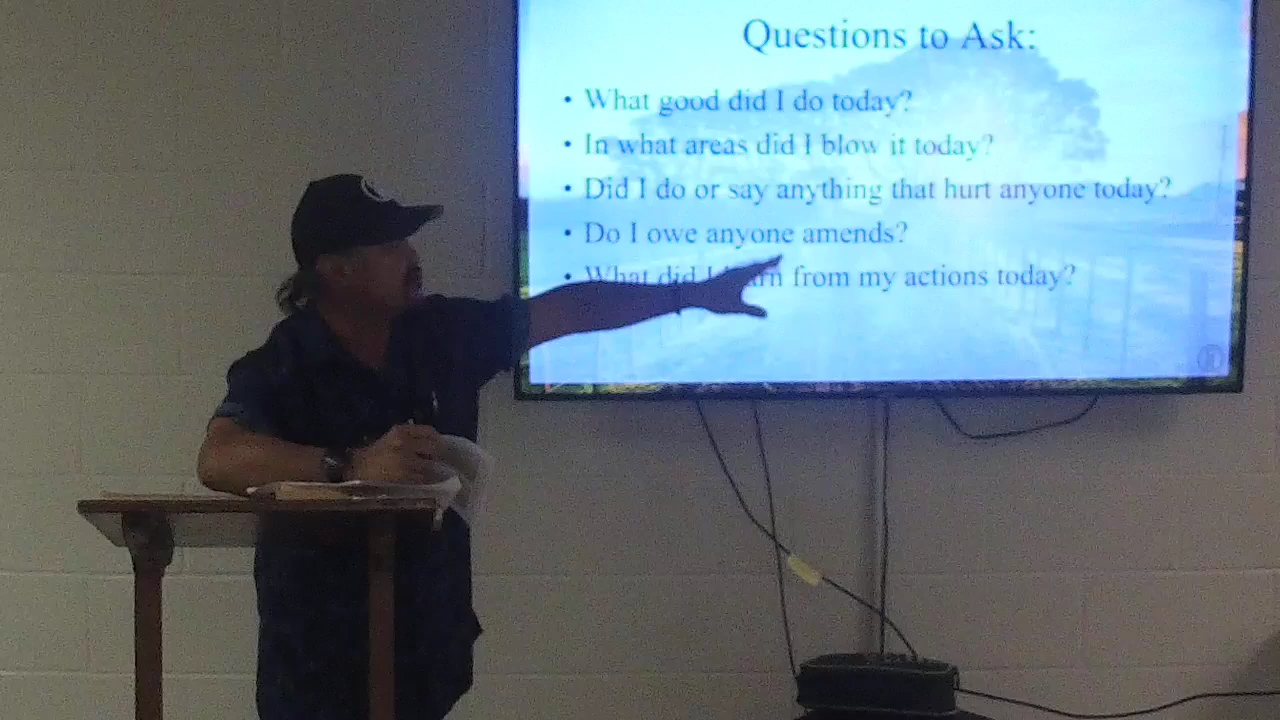 Questions to Ask:
• What good did I do today?
• In what areas did I blow it today?
• Did I do or say anything that hurt anyone today?
• Do I owe anyone amends?
• What did I learn from my actions today?